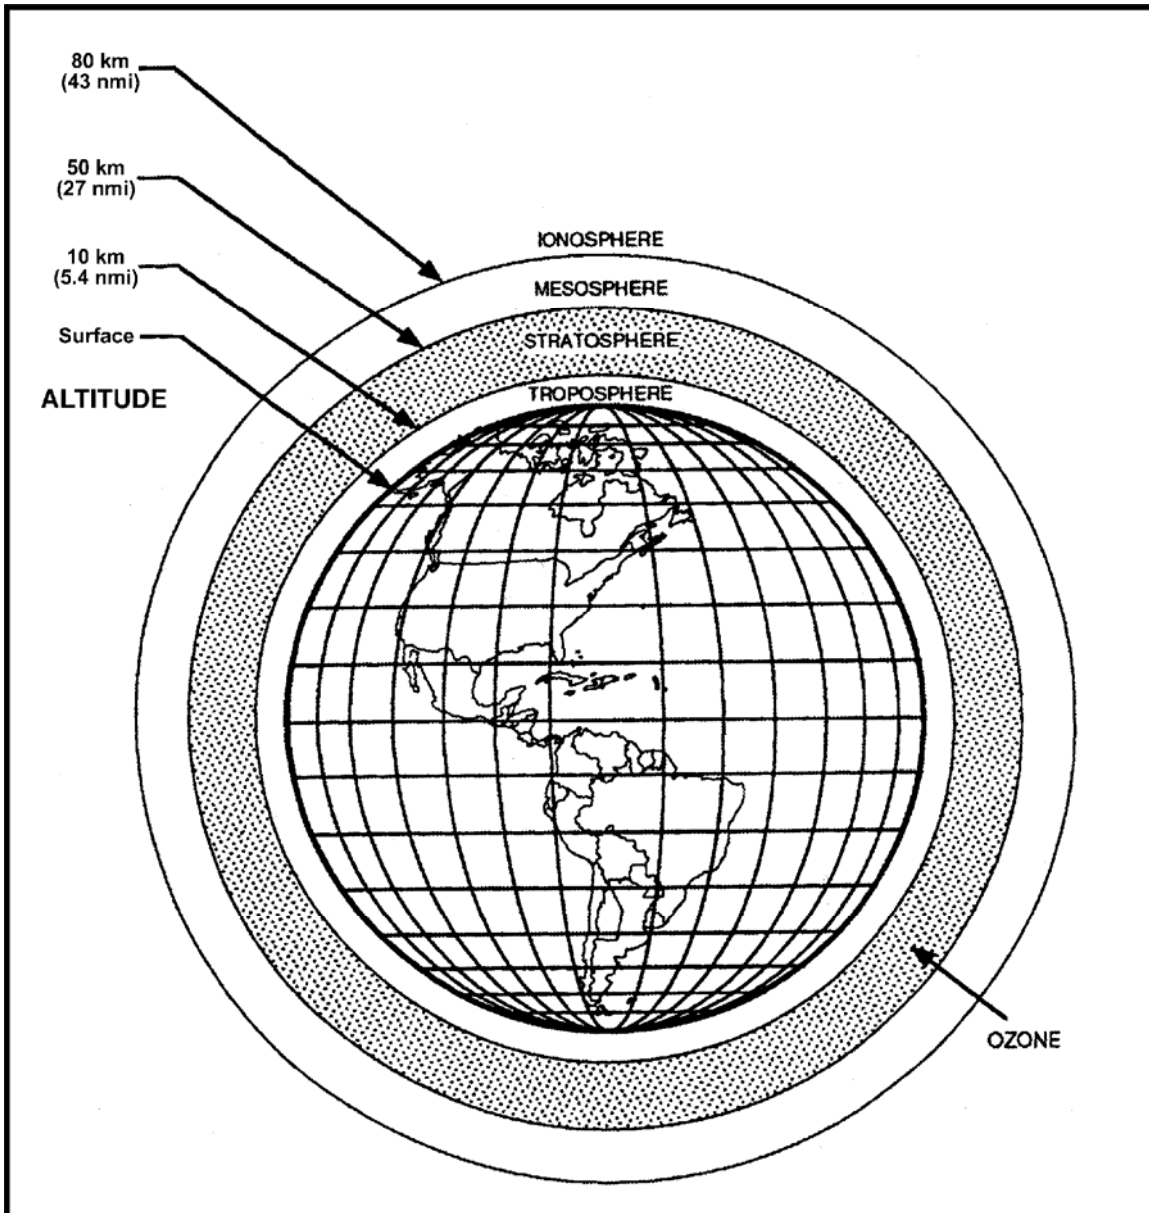 80 km
(43 nmi)
50 km
(27 nmi)
10 km
(5.4 nmi)
Surface
ALTITUDE
IONOSPHERE
MESOSPHERE
STRATOSPHERE
TROPOSPHERE
OZONE